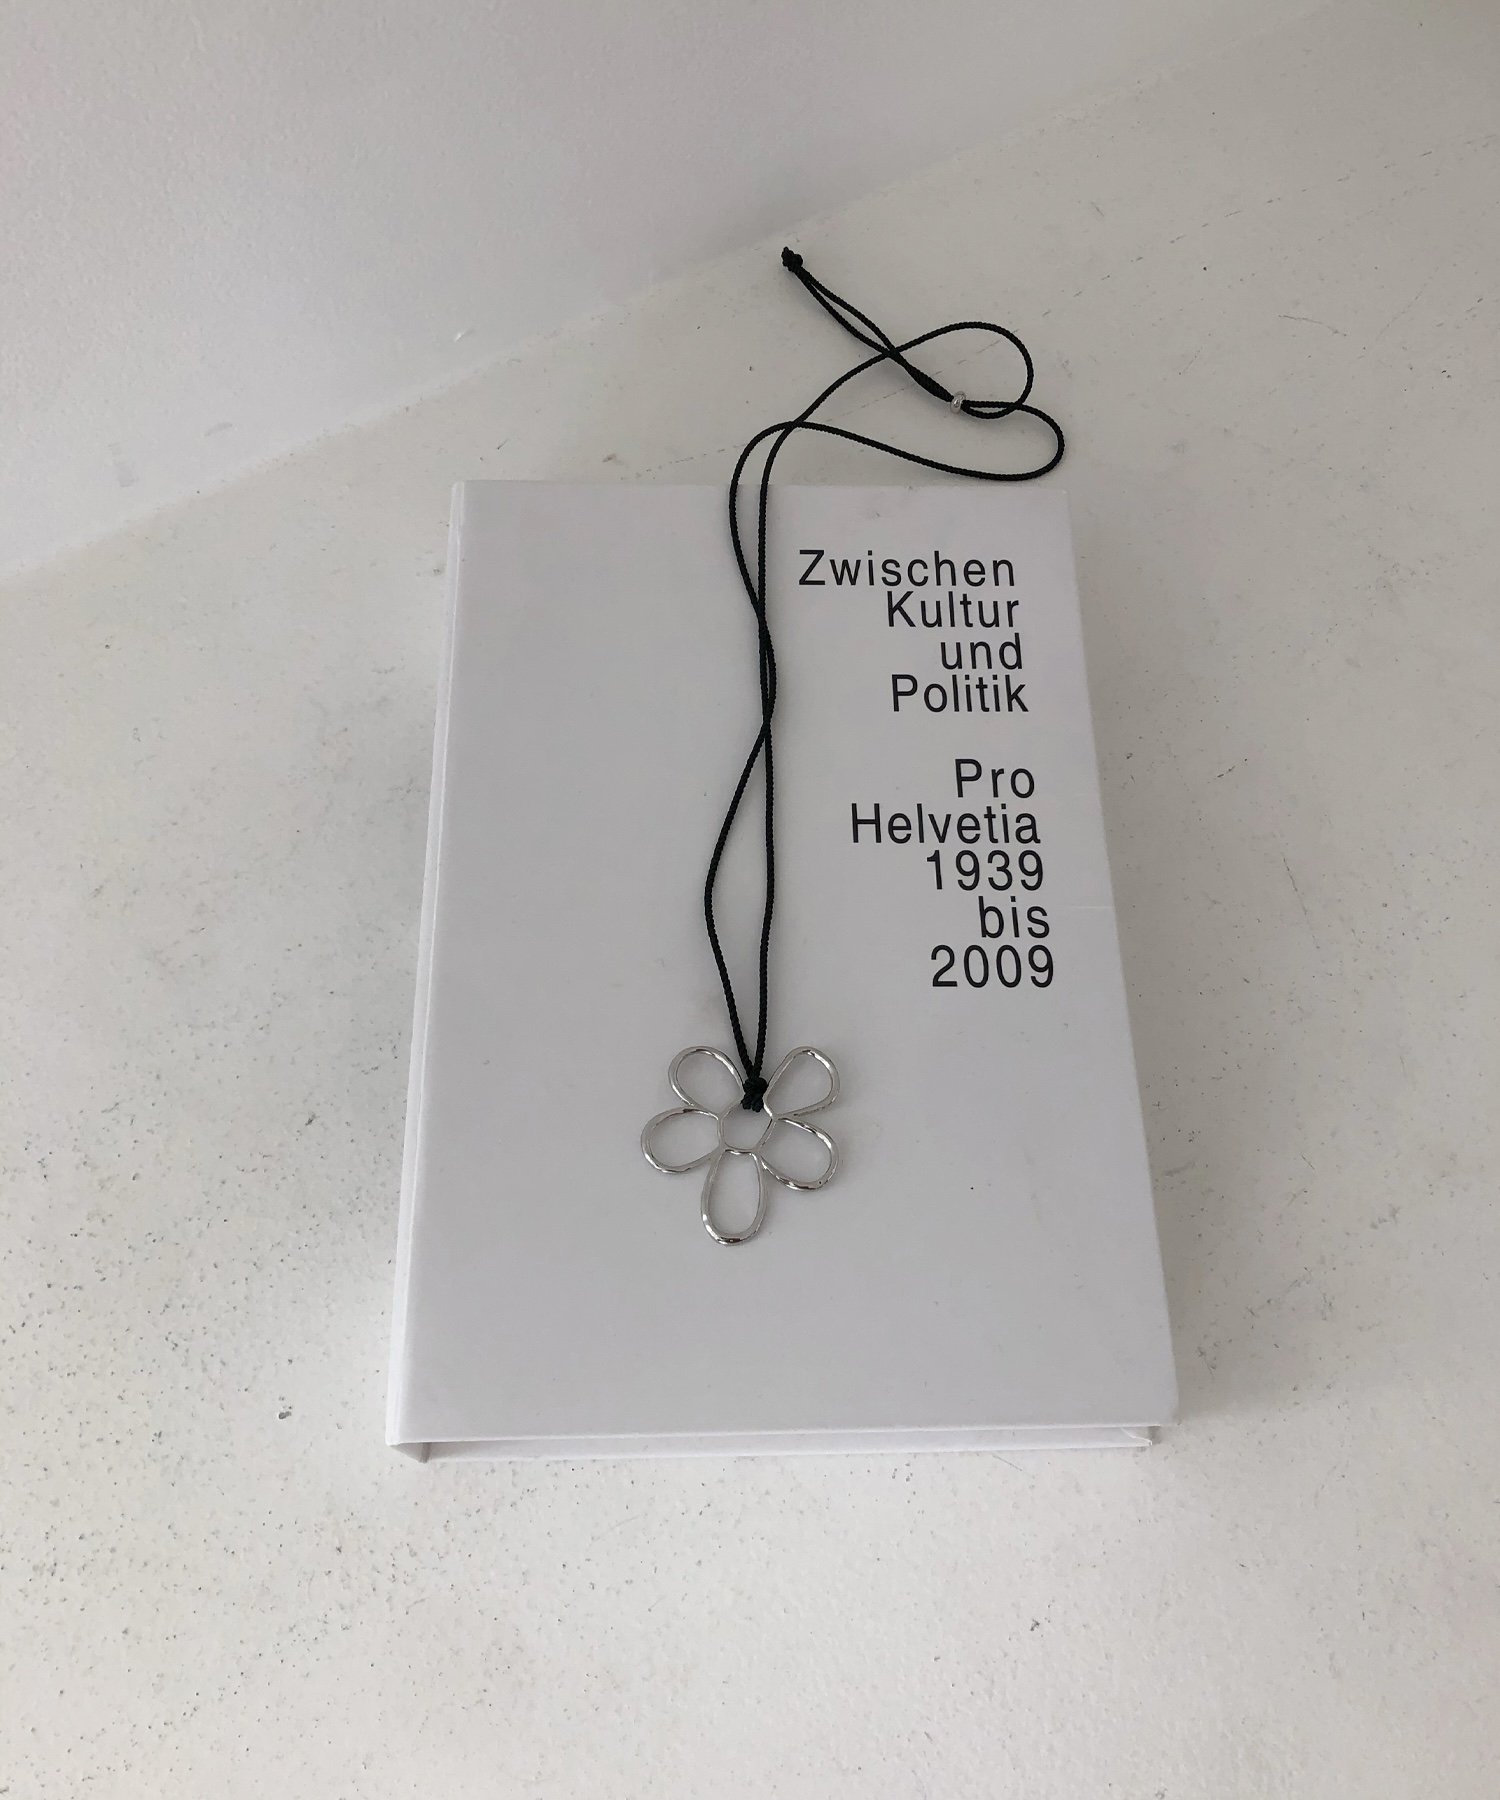 Zwischen
Kultur
und
Politik
Pro
Helvetia
1939
bis
2009